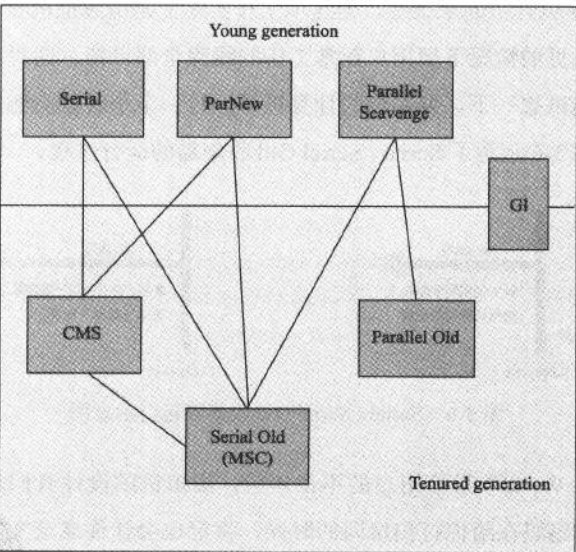 Young generation
Serial
ParNew
Parallel
Scavenge
G1
CMS
Parallel Old
Serial Old
(MSC)
Tenured generation